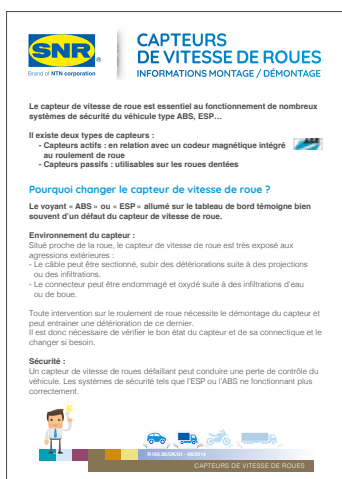 SNR
®
Brand of NTN corporation
CAPTEURS
DE VITESSE DE ROUES
INFORMATIONS MONTAGE / DÉMONTAGE
Le capteur de vitesse de roue est essentiel au fonctionnement de nombreux
systèmes de sécurité du véhicule type ABS, ESP…
Il existe deux types de capteurs :
- Capteurs actifs : en relation avec un codeur magnétique intégré
au roulement de roue
- Capteurs passifs : utilisables sur les roues dentées
Pourquoi changer le capteur de vitesse de roue ?
Le voyant « ABS » ou « ESP » allumé sur le tableau de bord témoigne bien
souvent d'un défaut du capteur de vitesse de roue.
Environnement du capteur :
Situé proche de la roue, le capteur de vitesse de roue est très exposé aux
agressions extérieures :
- Le câble peut être sectionné, subir des détériorations suite à des projections
ou des infiltrations.
- Le connecteur peut être endommagé et oxydé suite à des infiltrations d'eau
ou de boue.
Toute intervention sur le roulement de roue nécessite le démontage du capteur et
peut entrainer une détérioration de ce dernier.
Il est donc nécessaire de vérifier le bon état du capteur et de sa connectique et le
changer si besoin.
Sécurité :
Un capteur de vitesse de roues défaillant peut conduire une perte de contrôle du
véhicule. Les systèmes de sécurité tels que l'ESP ou l'ABS ne fonctionnant plus
correctement.
CAPTEURS DE VITESSE DE ROUES